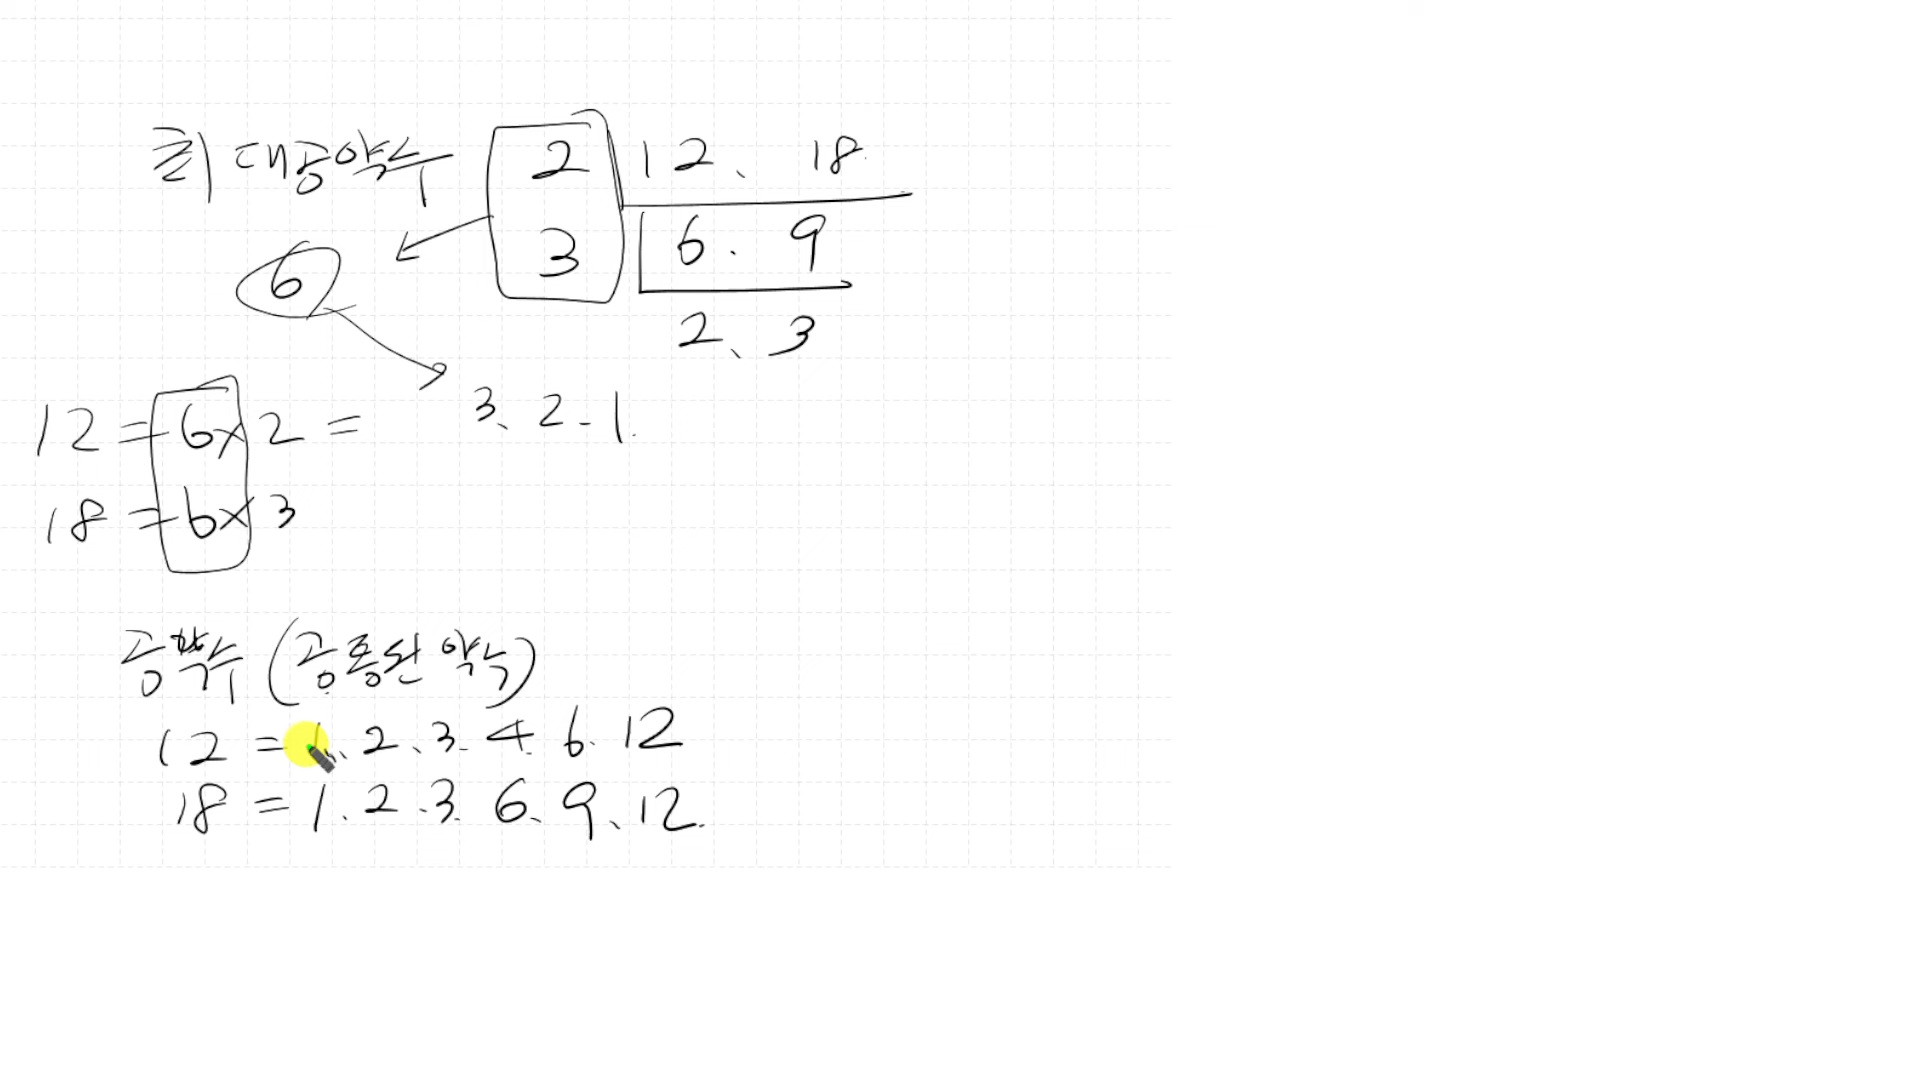 최대공약수 2 12、 18
3 6. 9
6 2、3
12 = 6×2 = 3、2-1.
18 = 6×3
공약수 (공통된 약수)
12 = 1、2、3. 4. 6. 12
18 = 1. 2. 3. 6、9、12.